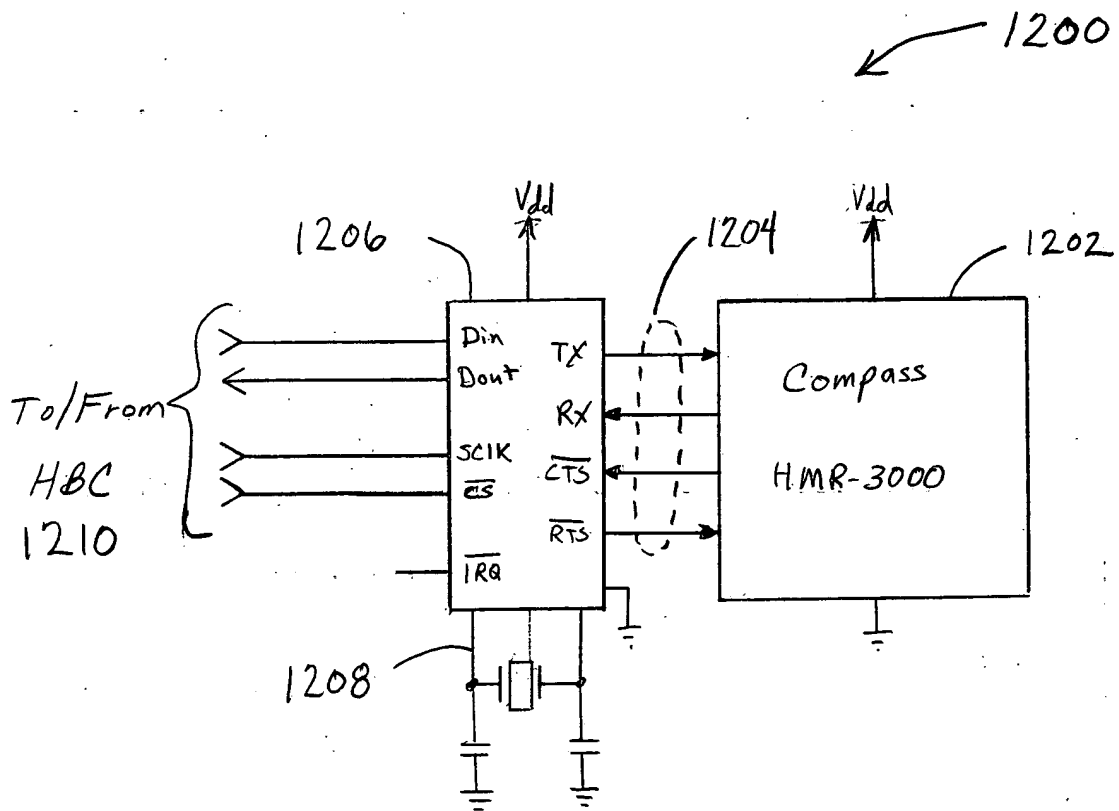 1200
Vdd
Vdd
1206
1204
1202
Din
TX
Compass
Dout
To/From
RX
SCIK
CTS
HMR-3000
HBC
CS
1210
RTS
IRQ
1208